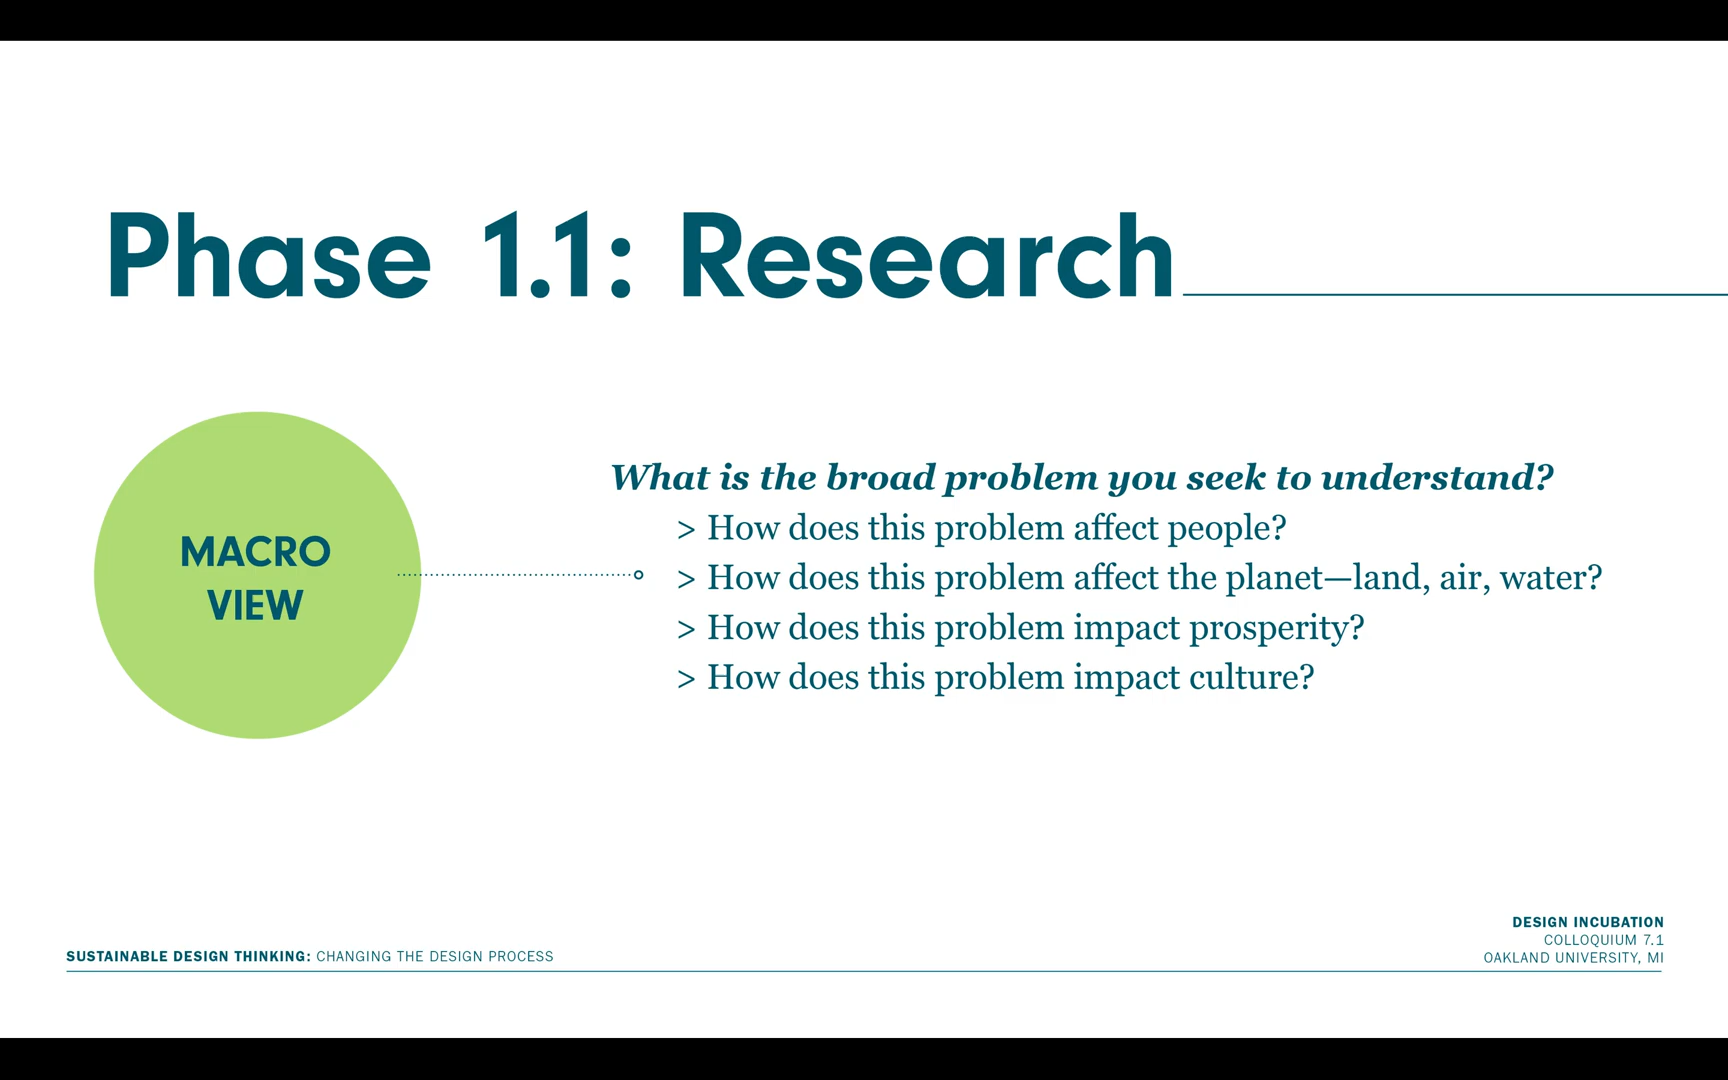 Phase 1.1: Research
MACRO
VIEW
What is the broad problem you seek to understand?
> How does this problem affect people?
> How does this problem affect the planet—land, air, water?
> How does this problem impact prosperity?
> How does this problem impact culture?
SUSTAINABLE DESIGN THINKING: CHANGING THE DESIGN PROCESS
DESIGN INCUBATION
COLLOQUIUM 7.1
OAKLAND UNIVERSITY, MI